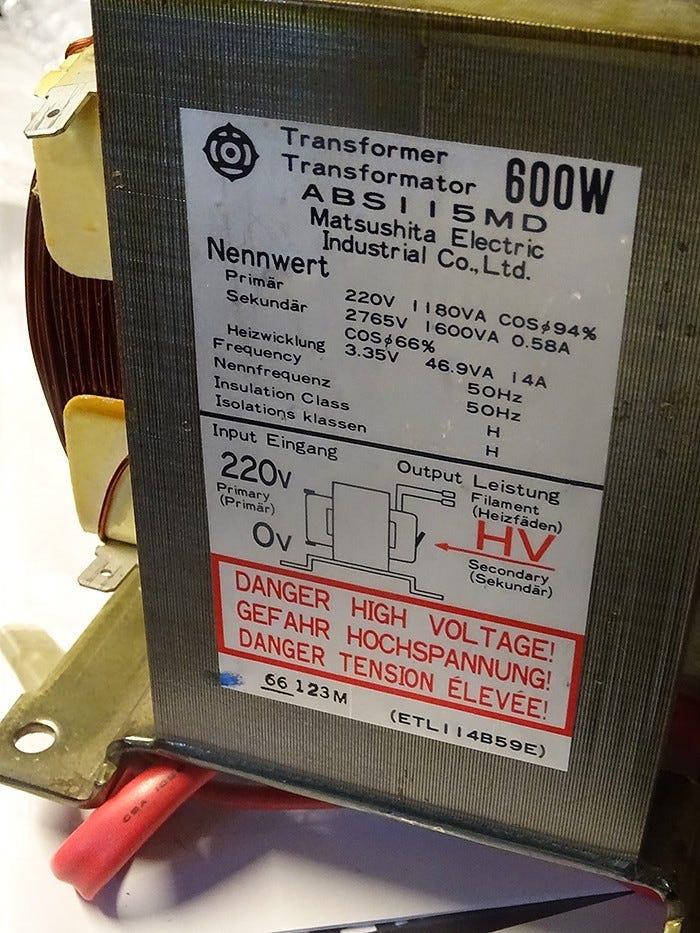 Transformer
Transformator 600W
ABS115MD
Matsushita Electric
Industrial Co., Ltd.
Nennwert
Primär 220V 1180VA COSφ94%
Sekundär 2765V 1600VA 0.58A
COSφ66%
Heizwicklung 3.35V 46.9VA 14A
Frequency 50Hz
Nennfrequenz 50Hz
Insulation Class H
Isolations klassen H
Input Eingang
Output Leistung
220V
Primary
(Primär)
Filament
(Heizfäden)
0V
HV
Secondary
(Sekundär)
DANGER HIGH VOLTAGE!
GEFAHR HOCHSPANNUNG!
DANGER TENSION ÉLEVÉE!
66 123M
(ETL114B59E)
CSA